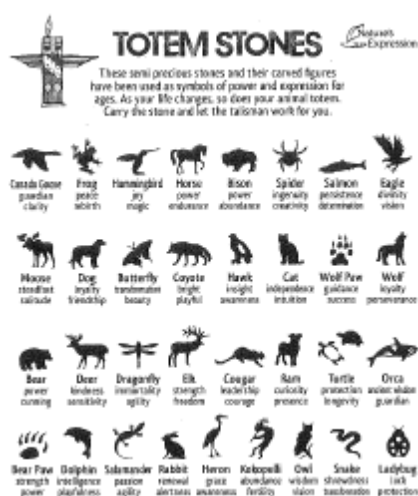 Nature's
Expression
TOTEM STONES
These semi precious stones and their carved figures
have been used as symbols of power and expression for
ages. As your life changes, so does your animal totem.
Carry the stone and let the talisman work for you.
Canada Goose Frog Hummingbird Horse Bison Spider Salmon Eagle
guardian peace joy power power ingenuity persistence divinity
clarity rebirth magic endurance abundance creativity determination vision
Moose Dog Butterfly Coyote Hawk Cat Wolf Paw Wolf
steadfast loyalty transformation bright insight independence guidance loyalty
solitude friendship beauty playful awareness intuition success perseverance
Bear Deer Dragonfly Elk Cougar Ram Turtle Orca
power kindness immortality strength leadership curiosity protection ancient vision
cunning sensitivity agility freedom courage presence longevity guardian
Bear Paw Dolphin Salamander Rabbit Heron Kokopelli Owl Snake Ladybug
strength intelligence passion renewal grace abundance wisdom shrewdness luck
power playfulness agility alertness awareness fertility vision transformation protection